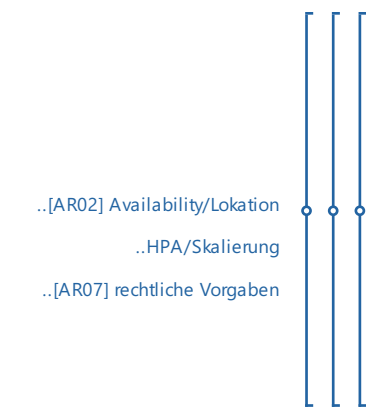 ..[AR02] Availability/Lokation
..HPA/Skalierung
..[AR07] rechtliche Vorgaben